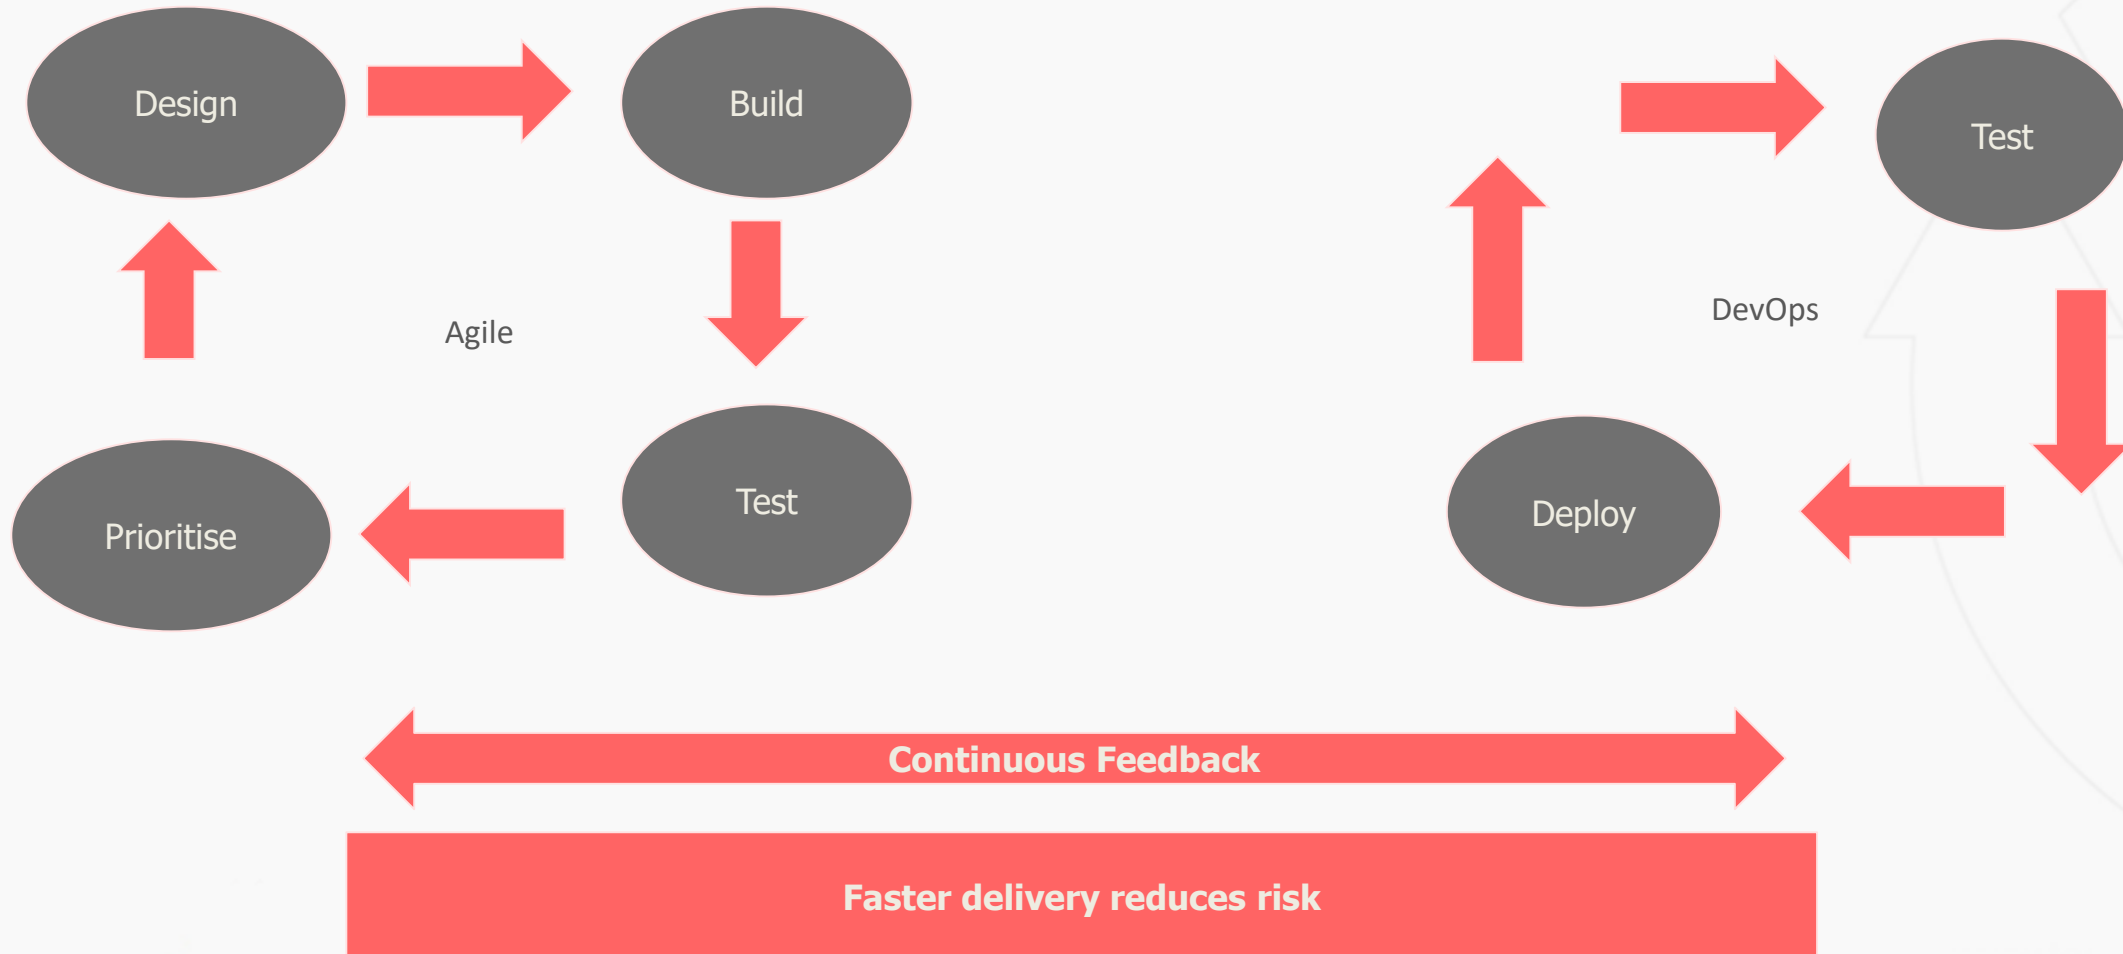 Design
Build
Test
Agile
DevOps
Prioritise
Test
Deploy
Continuous Feedback
Faster delivery reduces risk